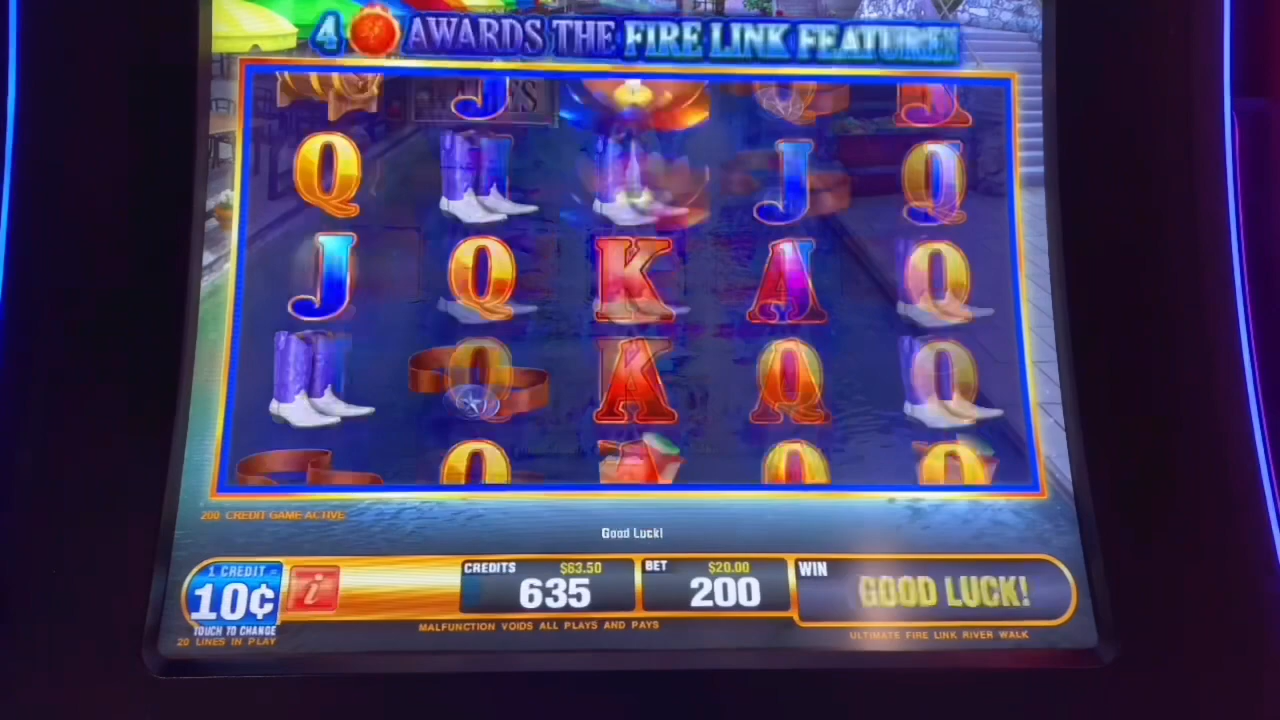 4 AWARDS THE FIRE LINK FEATURE!
J J
Q J Q
J Q K A Q
Q K Q Q
Q Q Q
200 CREDIT GAME ACTIVE
Good Luck!
1 CREDIT =
10¢
TOUCH TO CHANGE
20 LINES IN PLAY
i
CREDITS $63.50
635
BET $20.00
200
WIN
GOOD LUCK!
MALFUNCTION VOIDS ALL PLAYS AND PAYS
ULTIMATE FIRE LINK RIVER WALK